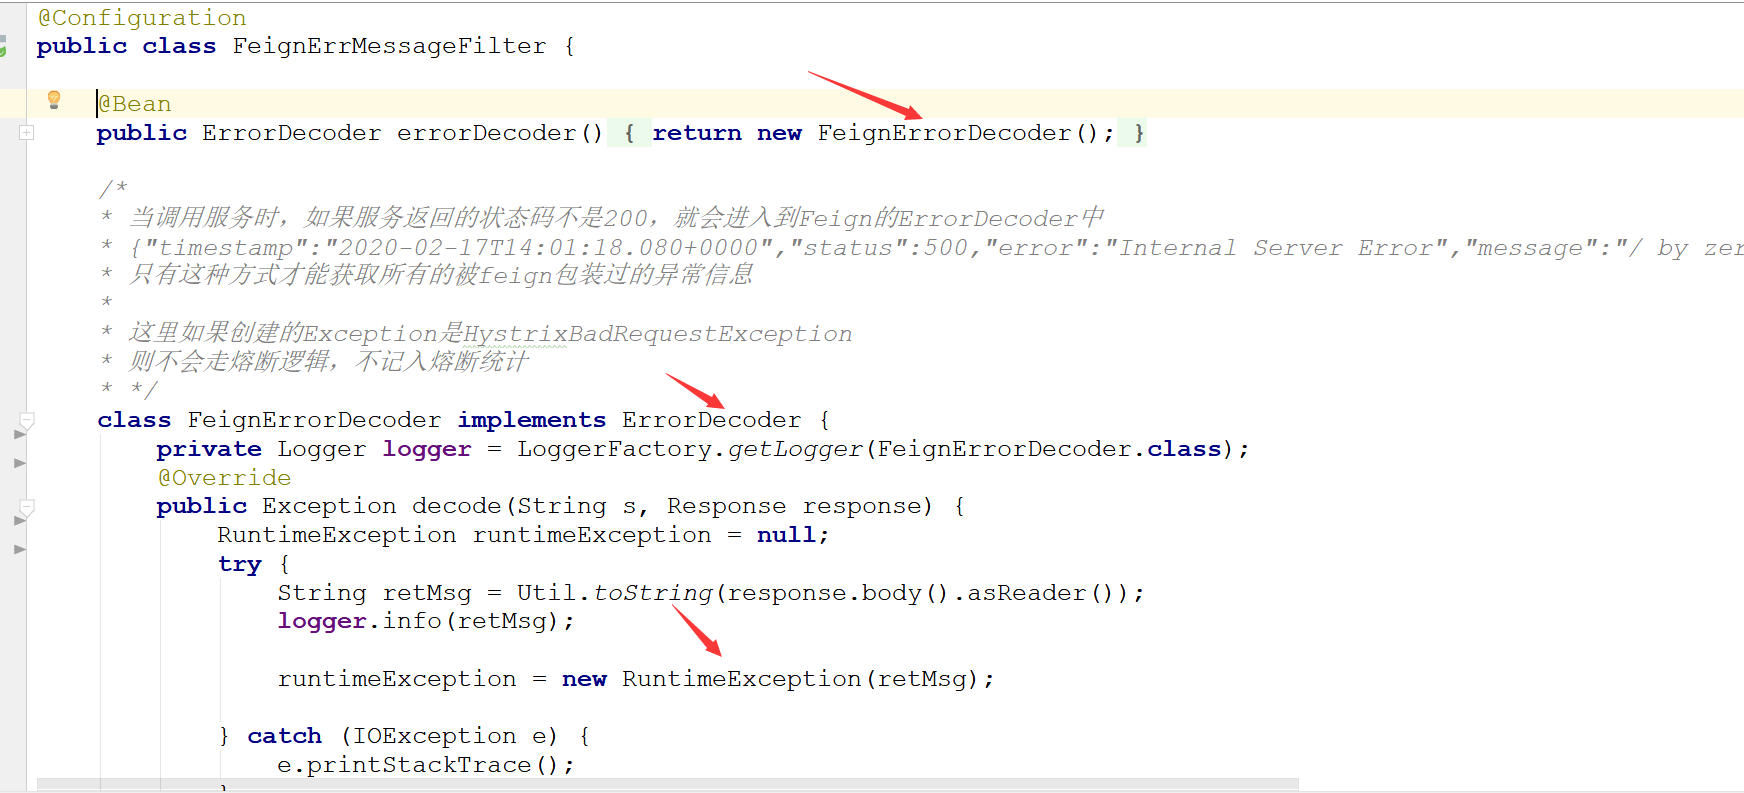 @Configuration
public class FeignErrMessageFilter {
@Bean
public ErrorDecoder errorDecoder() { return new FeignErrorDecoder(); }
/*
* 当调用服务时，如果服务返回的状态码不是200，就会进入到Feign的ErrorDecoder中
* {"timestamp":"2020-02-17T14:01:18.080+0000","status":500,"error":"Internal Server Error","message":"/ by zer
* 只有这种方式才能获取所有的被feign包装过的异常信息
*
* 这里如果创建的Exception是HystrixBadRequestException
* 则不会走熔断逻辑，不记入熔断统计
* */
class FeignErrorDecoder implements ErrorDecoder {
private Logger logger = LoggerFactory.getLogger(FeignErrorDecoder.class);
@Override
public Exception decode(String s, Response response) {
RuntimeException runtimeException = null;
try {
String retMsg = Util.toString(response.body().asReader());
logger.info(retMsg);
runtimeException = new RuntimeException(retMsg);
} catch (IOException e) {
e.printStackTrace();
}